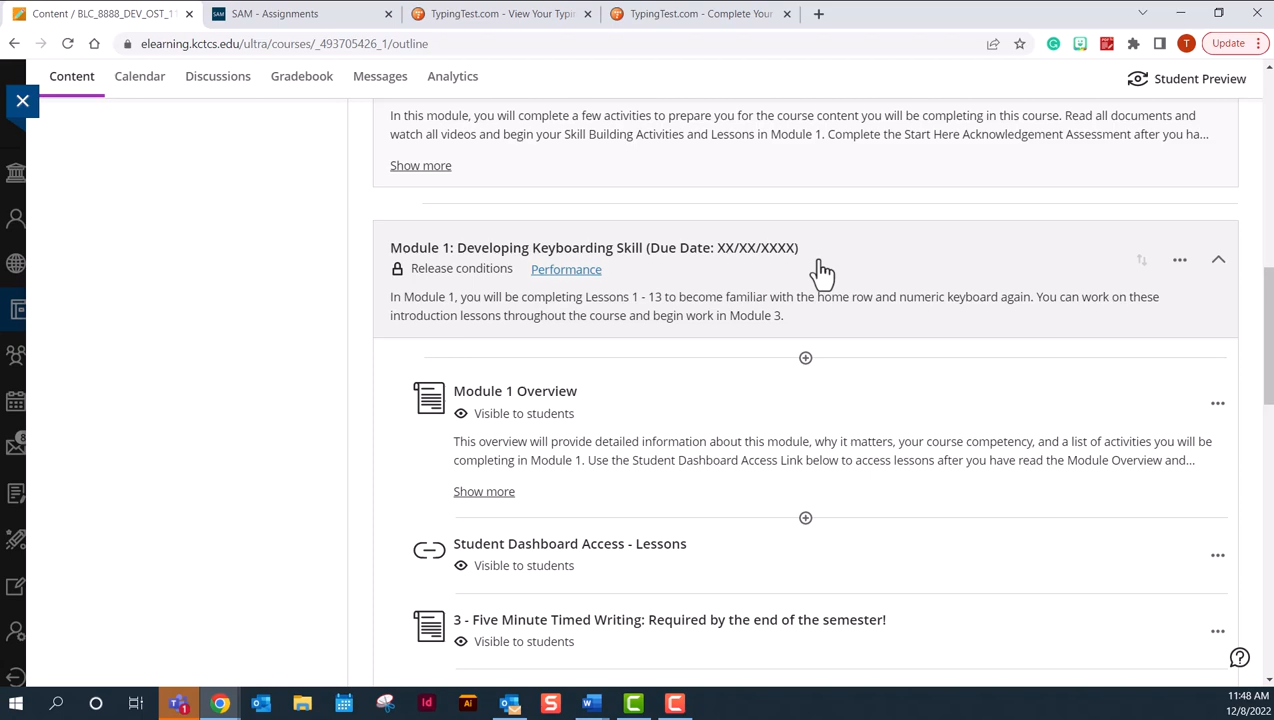 Content / BLC_8888_DEV_OST_11
SAM - Assignments
TypingTest.com - View Your Typin
TypingTest.com - Complete Your
elearning.kctcs.edu/ultra/courses/_493705426_1/outline
Update
Content
Calendar
Discussions
Gradebook
Messages
Analytics
Student Preview
In this module, you will complete a few activities to prepare you for the course content you will be completing in this course. Read all documents and
watch all videos and begin your Skill Building Activities and Lessons in Module 1. Complete the Start Here Acknowledgement Assessment after you ha...
Show more
Module 1: Developing Keyboarding Skill (Due Date: XX/XX/XXXX)
Release conditions Performance
In Module 1, you will be completing Lessons 1 - 13 to become familiar with the home row and numeric keyboard again. You can work on these
introduction lessons throughout the course and begin work in Module 3.
Module 1 Overview
Visible to students
This overview will provide detailed information about this module, why it matters, your course competency, and a list of activities you will be
completing in Module 1. Use the Student Dashboard Access Link below to access lessons after you have read the Module Overview and...
Show more
Student Dashboard Access - Lessons
Visible to students
3 - Five Minute Timed Writing: Required by the end of the semester!
Visible to students
11:48 AM
12/8/2022